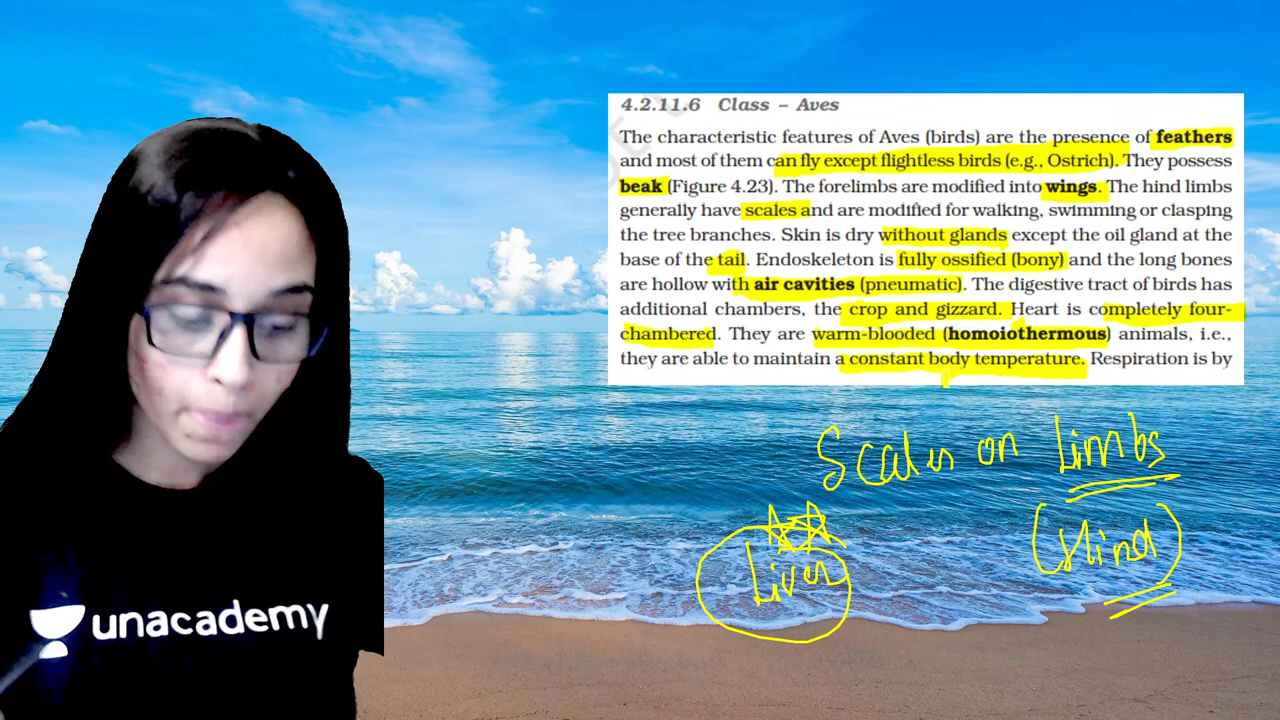 4.2.11.6 Class – Aves
The characteristic features of Aves (birds) are the presence of feathers
and most of them can fly except flightless birds (e.g., Ostrich). They possess
beak (Figure 4.23). The forelimbs are modified into wings. The hind limbs
generally have scales and are modified for walking, swimming or clasping
the tree branches. Skin is dry without glands except the oil gland at the
base of the tail. Endoskeleton is fully ossified (bony) and the long bones
are hollow with air cavities (pneumatic). The digestive tract of birds has
additional chambers, the crop and gizzard. Heart is completely four-
chambered. They are warm-blooded (homoiothermous) animals, i.e.,
they are able to maintain a constant body temperature. Respiration is by
Scales on Limbs
(Hind)
Liver
unacademy